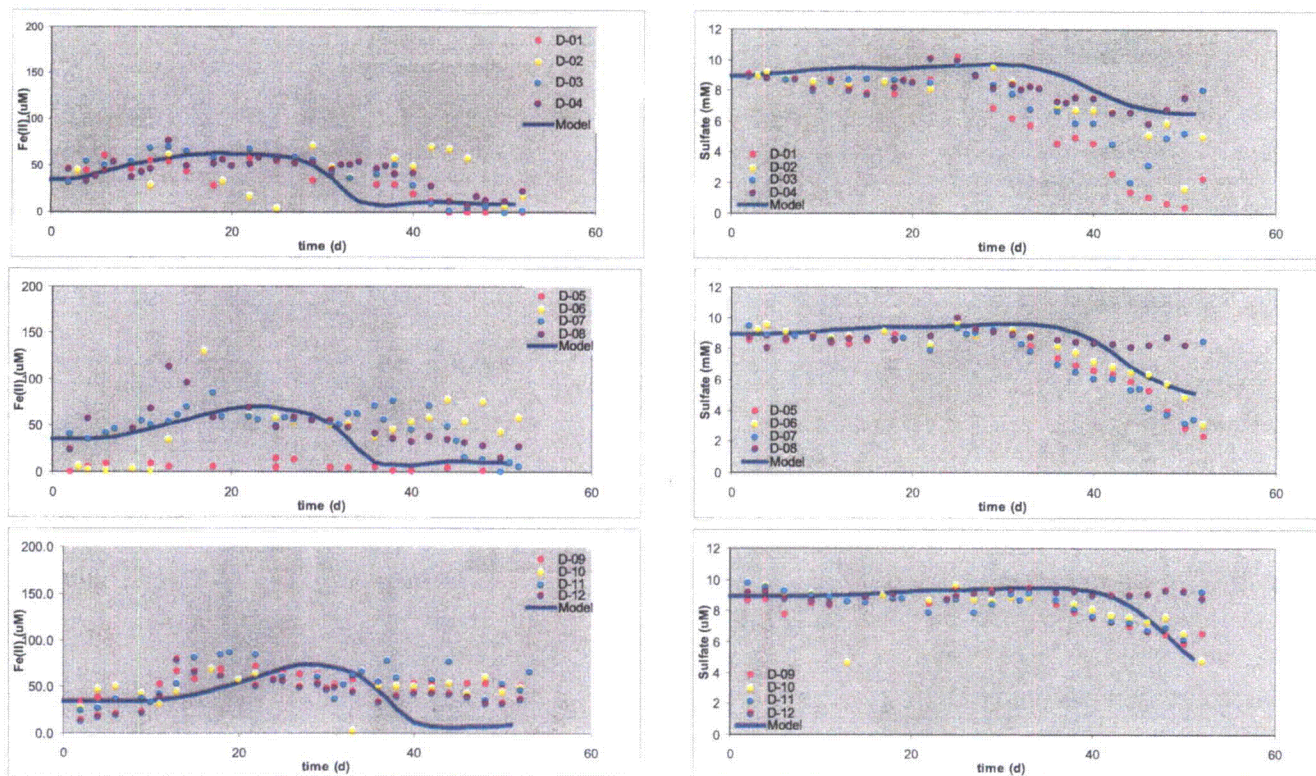 200
150
100
50
0
Fe(II)_(uM)
D-01
D-02
D-03
D-04
Model
0 20 40 60
time (d)
12
10
8
6
4
2
0
Sulfate (mM)
D-01
D-02
D-03
D-04
Model
0 20 40 60
time (d)
200
150
100
50
0
Fe(II)_(uM)
D-05
D-06
D-07
D-08
Model
0 20 40 60
time (d)
12
10
8
6
4
2
0
Sulfate (mM)
D-05
D-06
D-07
D-08
Model
0 20 40 60
time (d)
200.0
150.0
100.0
50.0
0.0
Fe(II)_(uM)
D-09
D-10
D-11
D-12
Model
0 20 40 60
time (d)
12
10
8
6
4
2
0
Sulfate (uM)
D-09
D-10
D-11
D-12
Model
0 20 40 60
time (d)